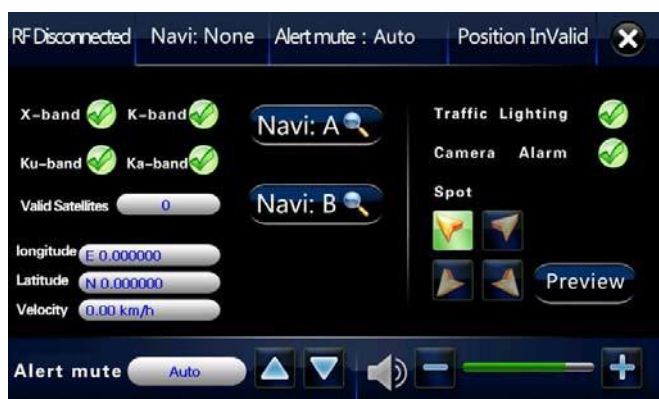 RF Disconnected Navi: None Alert mute : Auto Position InValid
X-band K-band
Ku-band Ka-band
Valid Satellites 0
longitude E 0.000000
Latitude N 0.000000
Velocity 0.00 km/h
Navi: A
Navi: B
Traffic Lighting
Camera Alarm
Spot
Preview
Alert mute Auto